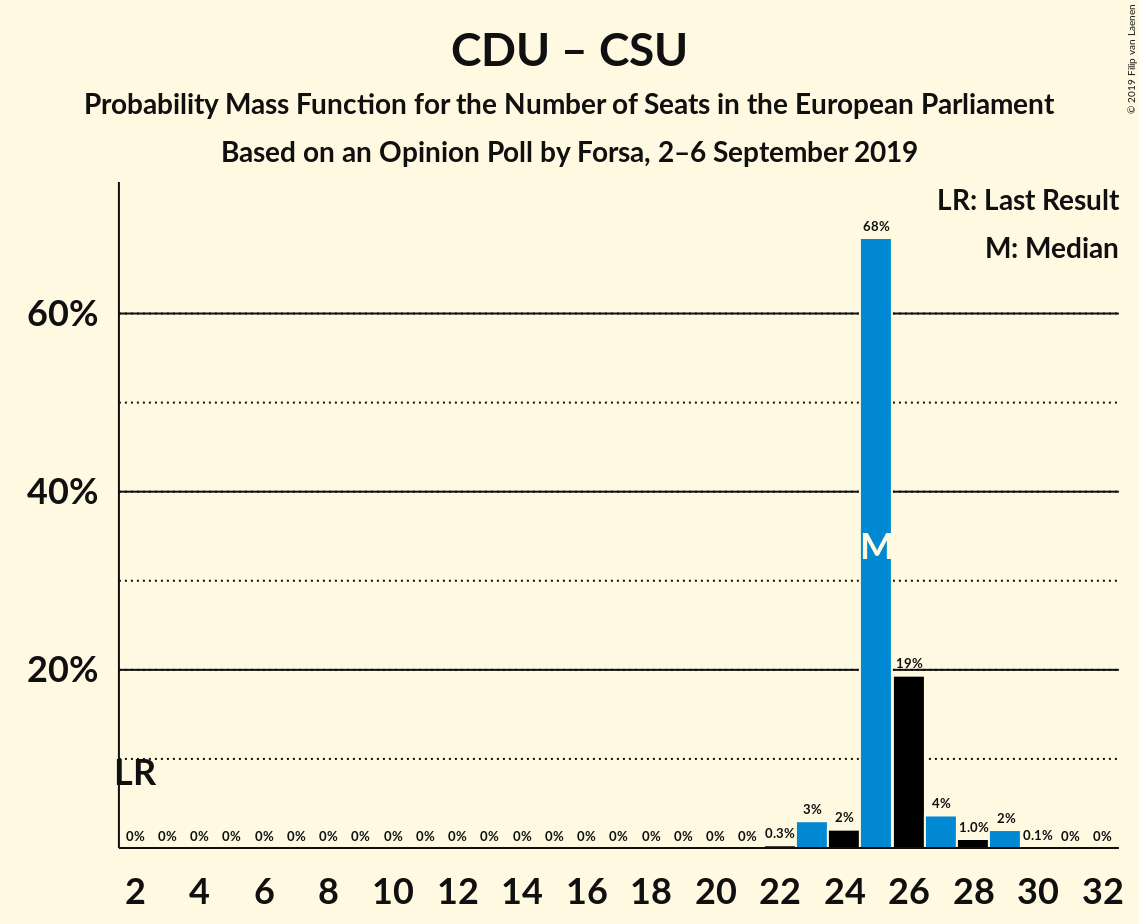 CDU – CSU
Probability Mass Function for the Number of Seats in the European Parliament
Based on an Opinion Poll by Forsa, 2–6 September 2019
© 2019 Filip van Laenen
LR: Last Result
M: Median
68%
60%
40%
M
20%
19%
LR
0% 0% 0% 0% 0% 0% 0% 0% 0% 0% 0% 0% 0% 0% 0% 0% 0% 0% 0% 0% 0.3% 3% 2% 4% 1.0% 2% 0.1% 0% 0%
2 4 6 8 10 12 14 16 18 20 22 24 26 28 30 32